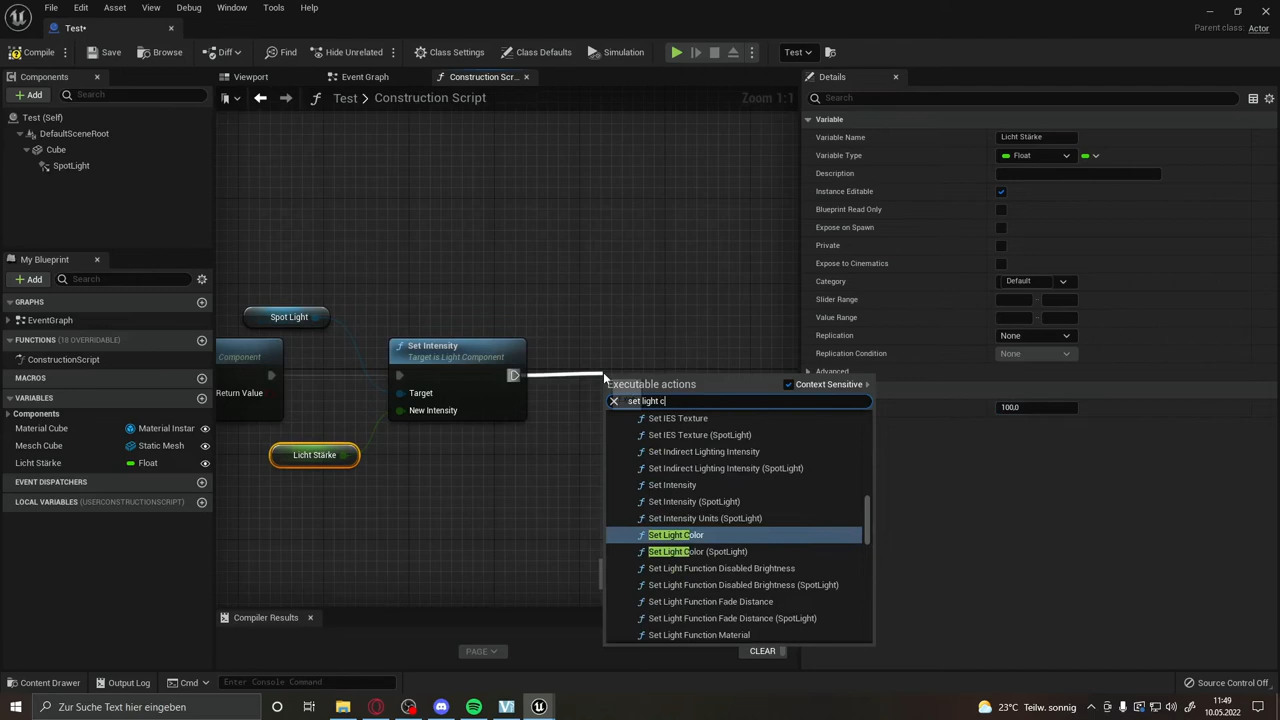 File Edit Asset View Debug Window Tools Help
Parent class: Actor
Test*
Compile Save Browse Diff Find Hide Unrelated Class Settings Class Defaults Simulation Test
Components
Viewport Event Graph Construction Scr...
Details
+ Add Search
Test > Construction Script
Zoom 1:1
Search
Test (Self)
DefaultSceneRoot
Cube
SpotLight
Variable
Variable Name Licht Stärke
Variable Type Float
Description
Instance Editable
Blueprint Read Only
Expose on Spawn
Private
Expose to Cinematics
Category Default
Slider Range
Value Range
Replication None
Replication Condition None
Advanced
100,0
My Blueprint
+ Add Search
GRAPHS
EventGraph
FUNCTIONS (18 OVERRIDABLE)
ConstructionScript
MACROS
VARIABLES
Components
Material Cube Material Instar
Mesch Cube Static Mesh
Licht Stärke Float
EVENT DISPATCHERS
LOCAL VARIABLES (USERCONSTRUCTIONSCRIPT)
Spot Light
Component
Return Value
Set Intensity
Target is Light Component
Target
New Intensity
Licht Stärke
Executable actions Context Sensitive
set light c
Set IES Texture
Set IES Texture (SpotLight)
Set Indirect Lighting Intensity
Set Indirect Lighting Intensity (SpotLight)
Set Intensity
Set Intensity (SpotLight)
Set Intensity Units (SpotLight)
Set Light Color
Set Light Color (SpotLight)
Set Light Function Disabled Brightness
Set Light Function Disabled Brightness (SpotLight)
Set Light Function Fade Distance
Set Light Function Fade Distance (SpotLight)
Set Light Function Material
Compiler Results
PAGE
CLEAR
Content Drawer Output Log Cmd Enter Console Command
Source Control Off
Zur Suche Text hier eingeben
23°C Teilw. sonnig
11:49
10.05.2022